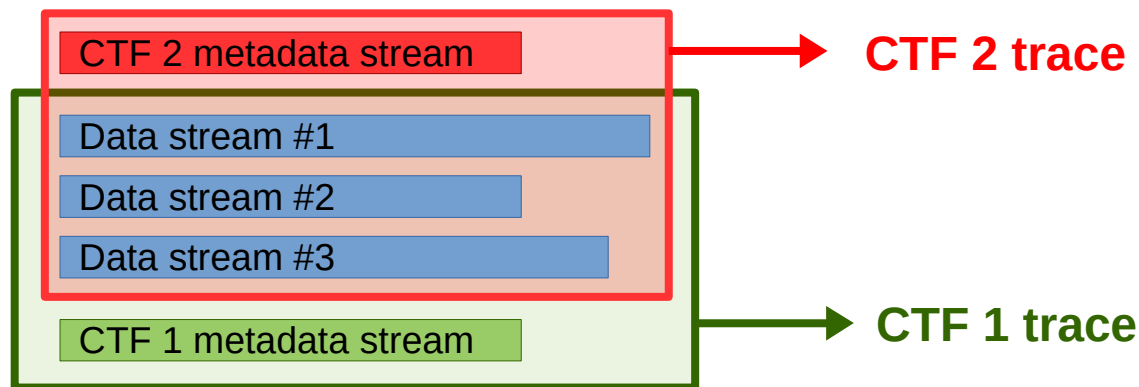 CTF 2 metadata stream
CTF 2 trace
Data stream #1
Data stream #2
Data stream #3
CTF 1 metadata stream
CTF 1 trace